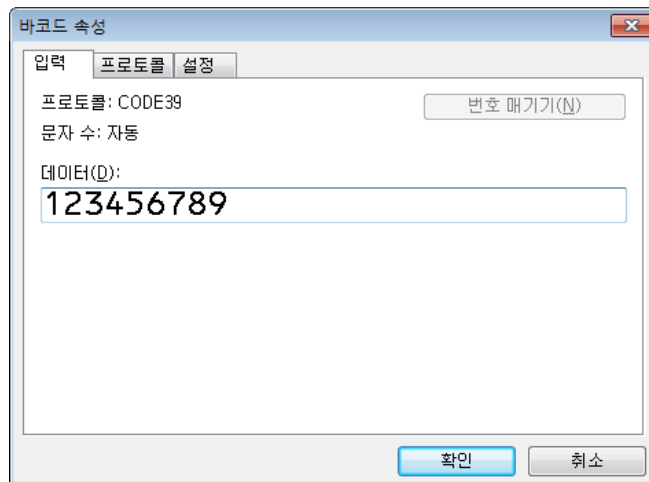 바코드 속성
입력 프로토콜 설정
프로토콜: CODE39 번호 매기기(N)
문자 수: 자동
데이터(D):
123456789
확인 취소